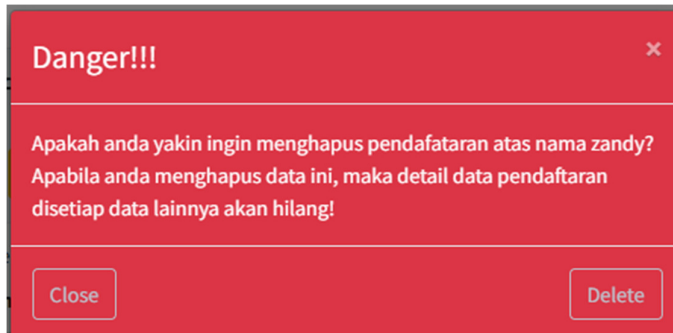 Danger!!!
×
Apakah anda yakin ingin menghapus pendafataran atas nama zandy?
Apabila anda menghapus data ini, maka detail data pendaftaran
disetiap data lainnya akan hilang!
Close
Delete